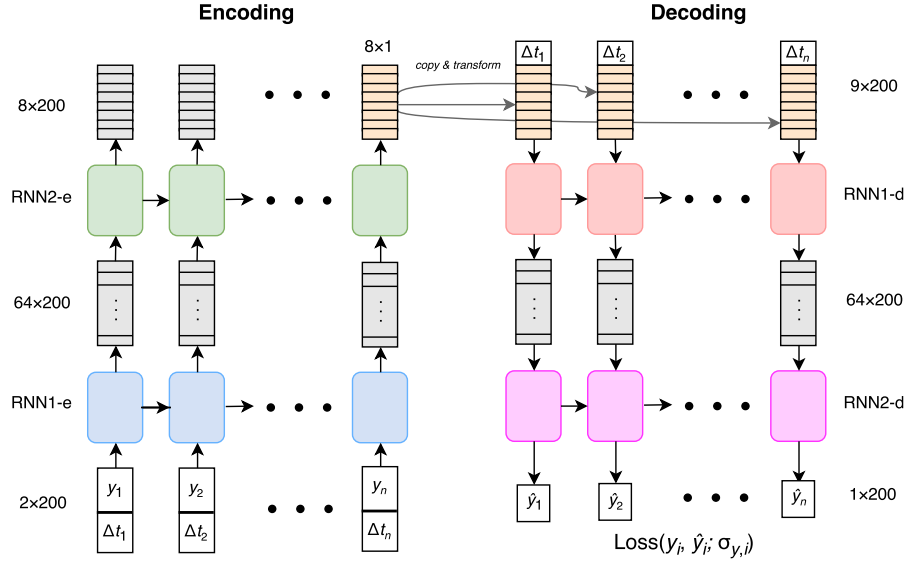 Encoding
Decoding
8×1
copy & transform
Δt₁
Δt₂
Δtₙ
8×200
9×200
RNN2-e
RNN1-d
64×200
64×200
RNN1-e
RNN2-d
y₁
y₂
yₙ
2×200
ŷ₁
ŷ₂
ŷₙ
1×200
Δt₁
Δt₂
Δtₙ
Loss(yᵢ, ŷᵢ; σy,i)